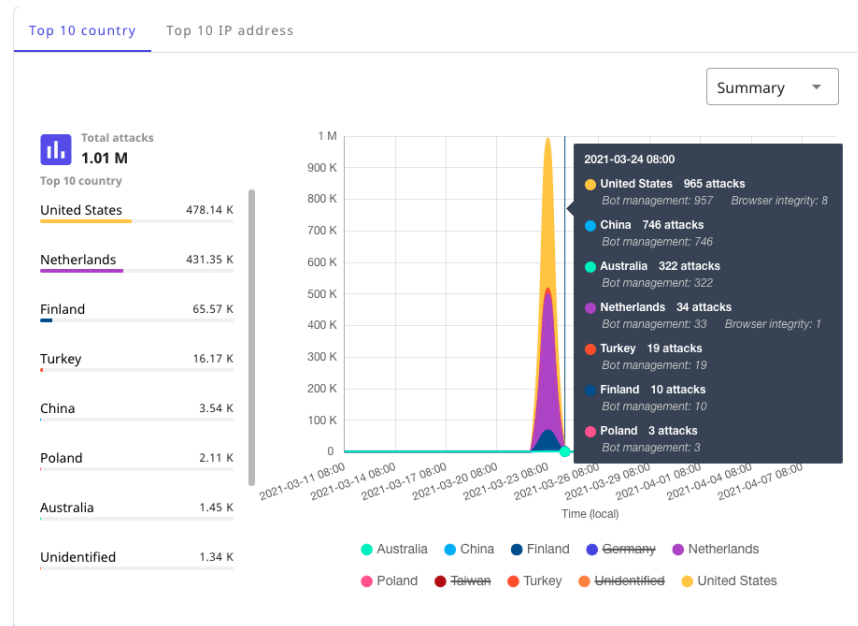 Top 10 country Top 10 IP address
Summary
Total attacks
1.01 M
Top 10 country
United States 478.14 K
Netherlands 431.35 K
Finland 65.57 K
Turkey 16.17 K
China 3.54 K
Poland 2.11 K
Australia 1.45 K
Unidentified 1.34 K
1 M
900 K
800 K
700 K
600 K
500 K
400 K
300 K
200 K
100 K
0
2021-03-11 08:00
2021-03-14 08:00
2021-03-17 08:00
2021-03-20 08:00
2021-03-23 08:00
2021-03-26 08:00
2021-03-29 08:00
2021-04-01 08:00
2021-04-04 08:00
2021-04-07 08:00
Time (local)
2021-03-24 08:00
United States 965 attacks
Bot management: 957 Browser integrity: 8
China 746 attacks
Bot management: 746
Australia 322 attacks
Bot management: 322
Netherlands 34 attacks
Bot management: 33 Browser integrity: 1
Turkey 19 attacks
Bot management: 19
Finland 10 attacks
Bot management: 10
Poland 3 attacks
Bot management: 3
Australia China Finland Germany Netherlands
Poland Taiwan Turkey Unidentified United States